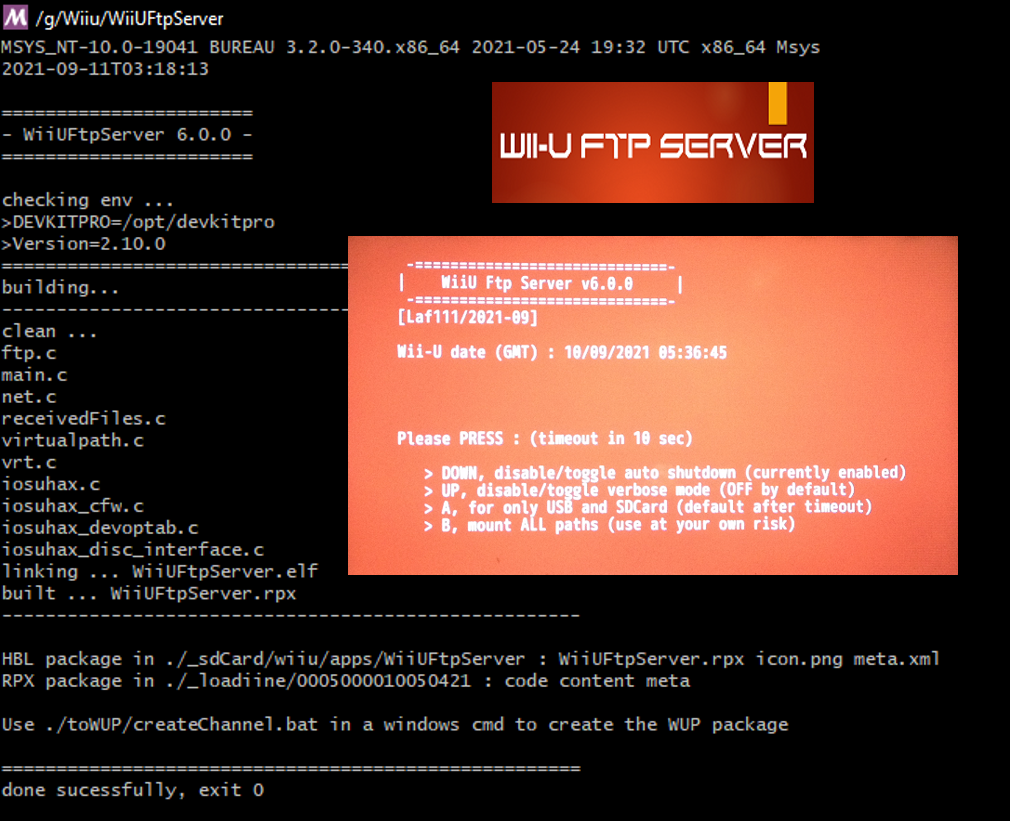 M /g/Wiiu/WiiUFtpServer
MSYS_NT-10.0-19041 BUREAU 3.2.0-340.x86_64 2021-05-24 19:32 UTC x86_64 Msys
2021-09-11T03:18:13
=======================
- WiiUFtpServer 6.0.0 -
=======================
WII-U FTP SERVER
checking env ...
>DEVKITPRO=/opt/devkitpro
>Version=2.10.0
================================
building...
--------------------------------
clean ...
ftp.c
main.c
net.c
receivedFiles.c
virtualpath.c
vrt.c
iosuhax.c
iosuhax_cfw.c
iosuhax_devoptab.c
iosuhax_disc_interface.c
linking ... WiiUFtpServer.elf
built ... WiiUFtpServer.rpx
-----------------------------------------------------
-=============================-
| WiiU Ftp Server v6.0.0 |
-=============================-
[Laf111/2021-09]
Wii-U date (GMT) : 10/09/2021 05:36:45
Please PRESS : (timeout in 10 sec)
> DOWN, disable/toggle auto shutdown (currently enabled)
> UP, disable/toggle verbose mode (OFF by default)
> A, for only USB and SDCard (default after timeout)
> B, mount ALL paths (use at your own risk)
HBL package in ./_sdCard/wiiu/apps/WiiUFtpServer : WiiUFtpServer.rpx icon.png meta.xml
RPX package in ./_loadiine/0005000010050421 : code content meta
Use ./toWUP/createChannel.bat in a windows cmd to create the WUP package
=====================================================
done sucessfully, exit 0